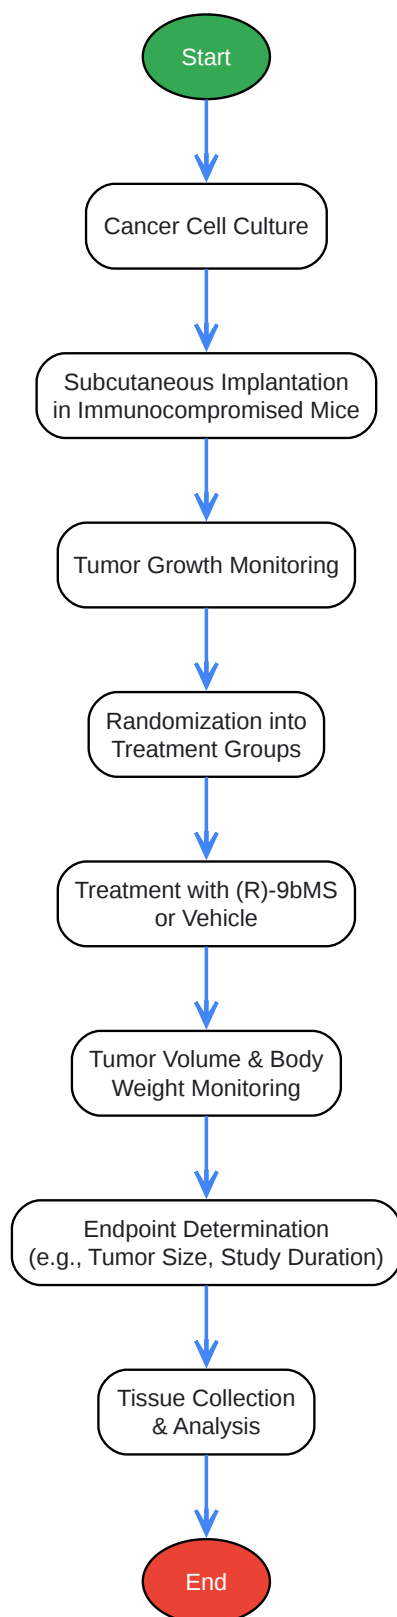 Start
Cancer Cell Culture
Subcutaneous Implantation
in Immunocompromised Mice
Tumor Growth Monitoring
Randomization into
Treatment Groups
Treatment with (R)-9bMS
or Vehicle
Tumor Volume & Body
Weight Monitoring
Endpoint Determination
(e.g., Tumor Size, Study Duration)
Tissue Collection
& Analysis
End